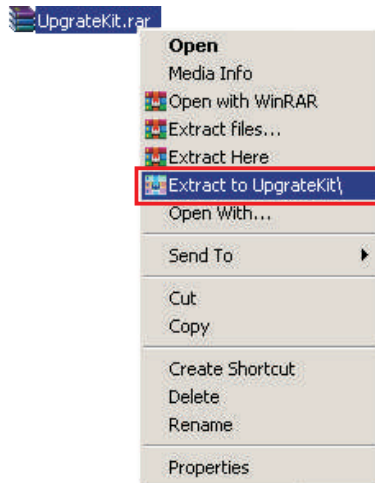 UpgrateKit.rar
Open
Media Info
Open with WinRAR
Extract files...
Extract Here
Extract to UpgrateKit\
Open With...
Send To
Cut
Copy
Create Shortcut
Delete
Rename
Properties